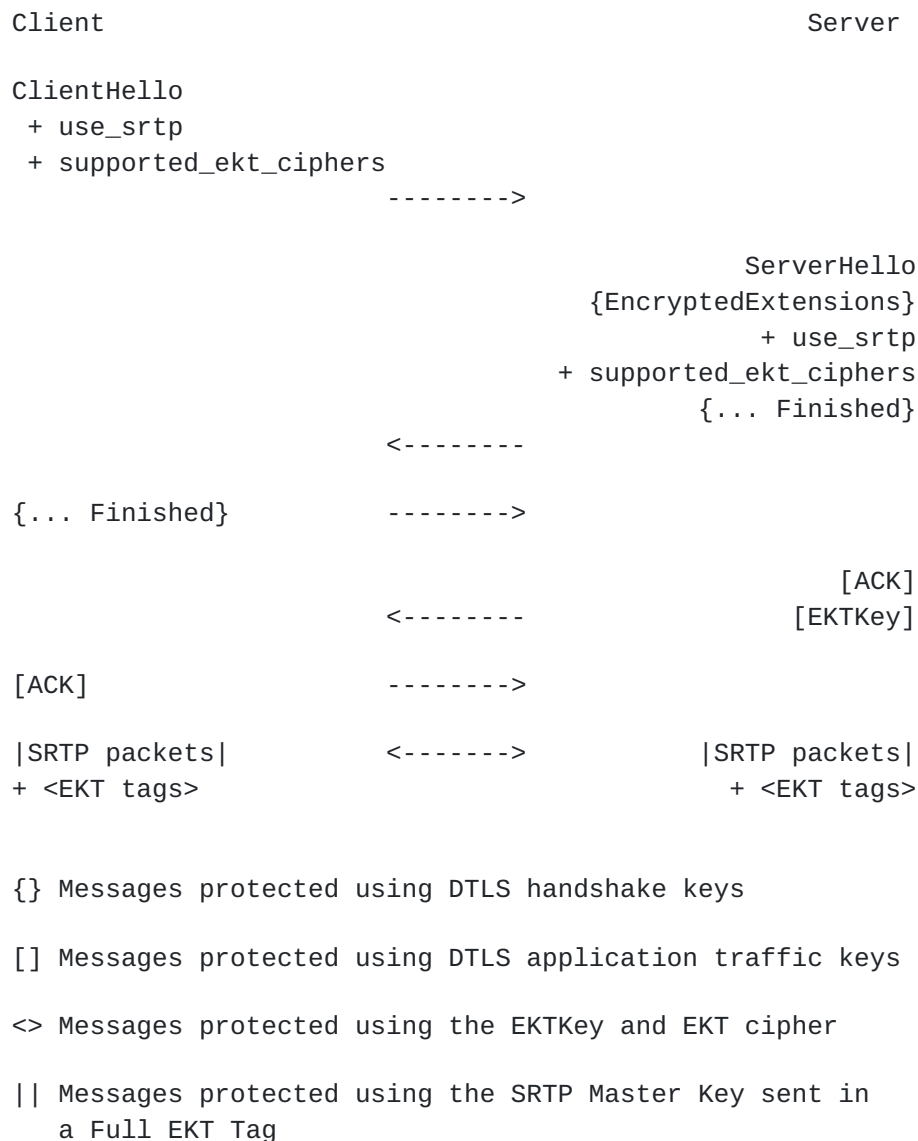 Client                                             Server

ClientHello
 + use_srtp
 + supported_ekt_ciphers
                        -------->

                                               ServerHello
                                     {EncryptedExtensions}
                                                + use_srtp
                                   + supported_ekt_ciphers
                                            {... Finished}
                        <--------

{... Finished}          -------->

                                                     [ACK]
                        <--------                 [EKTKey]

[ACK]                   -------->

|SRTP packets|          <------->           |SRTP packets|
+ <EKT tags>                                  + <EKT tags>

{} Messages protected using DTLS handshake keys

[] Messages protected using DTLS application traffic keys

<> Messages protected using the EKTKey and EKT cipher

|| Messages protected using the SRTP Master Key sent in
   a Full EKT Tag